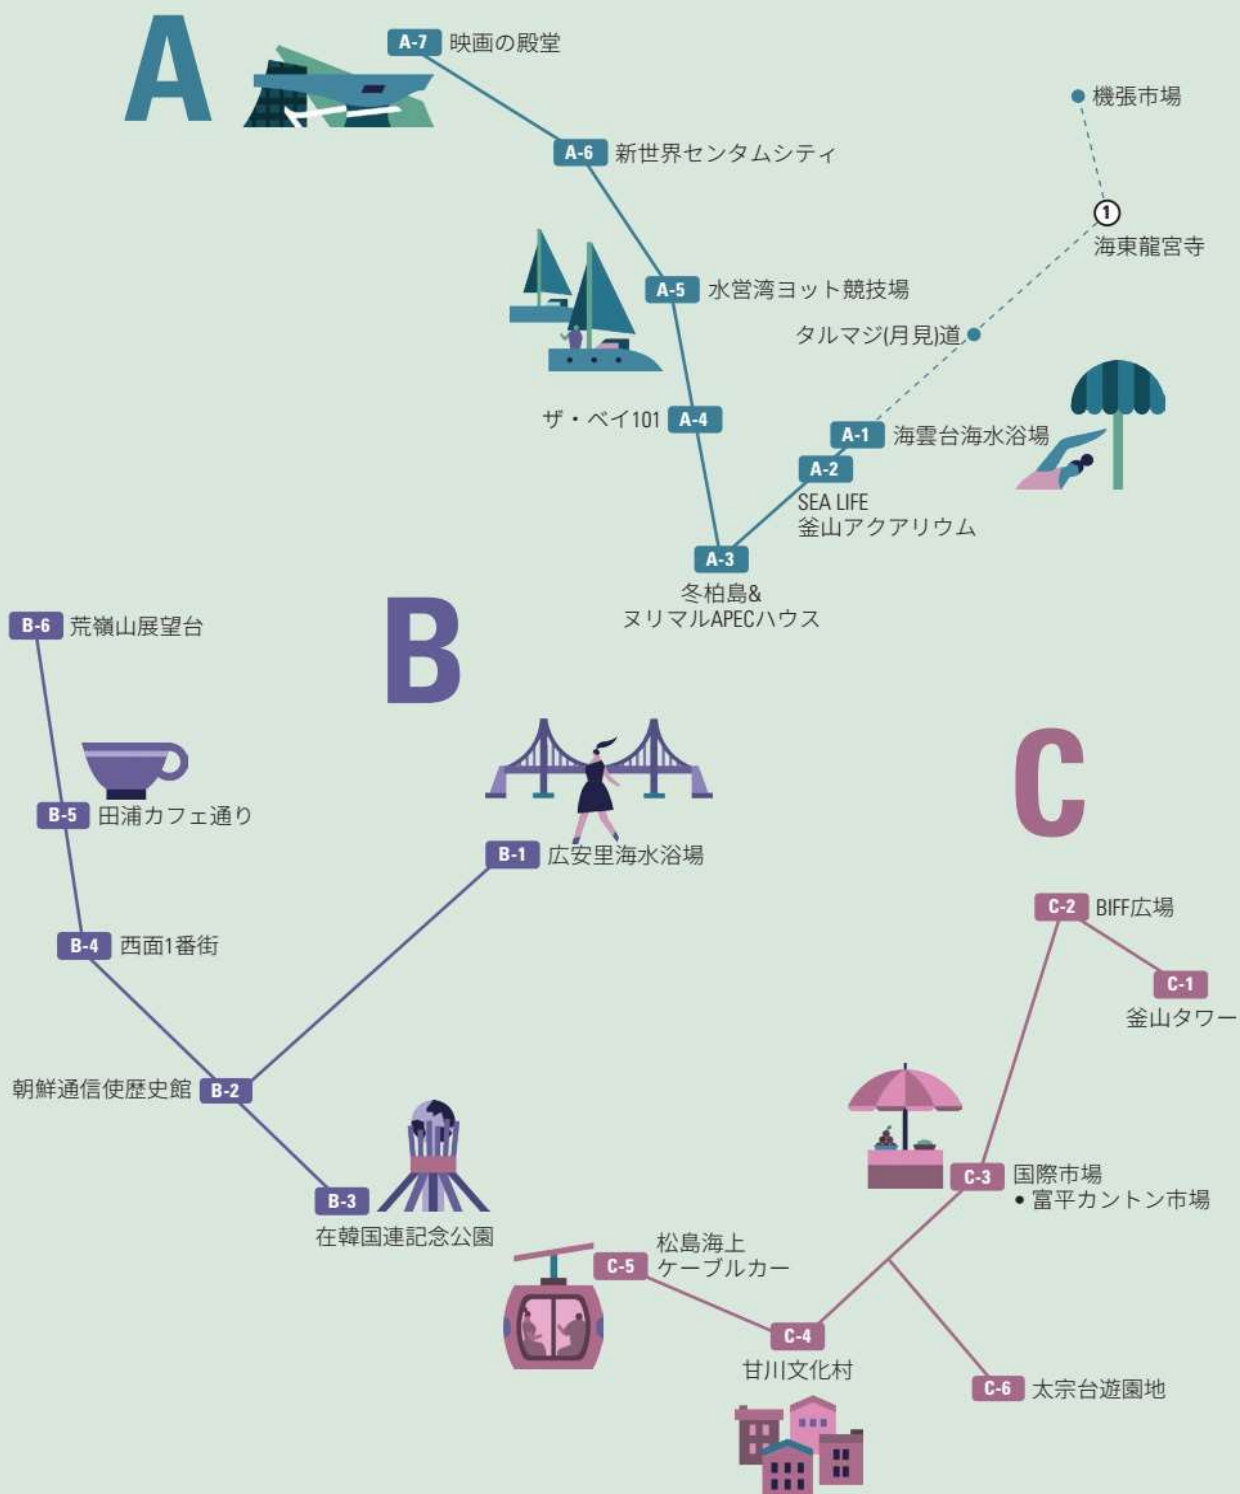 A
A-7 映画の殿堂
機張市場
A-6 新世界センタムシティ
1
海東龍宮寺
A-5 水営湾ヨット競技場
タルマジ(月見)道
ザ・ベイ101 A-4
A-1 海雲台海水浴場
A-2
SEA LIFE
釜山アクアリウム
A-3
冬柏島&
ヌリマルAPECハウス
B
B-6 荒嶺山展望台
B-5 田浦カフェ通り
B-1 広安里海水浴場
B-4 西面1番街
朝鮮通信使歴史館 B-2
B-3
在韓国連記念公園
C
C-2 BIFF広場
C-1
釜山タワー
C-3 国際市場
• 富平カントン市場
C-5 松島海上
ケーブルカー
C-4
甘川文化村
C-6 太宗台遊園地